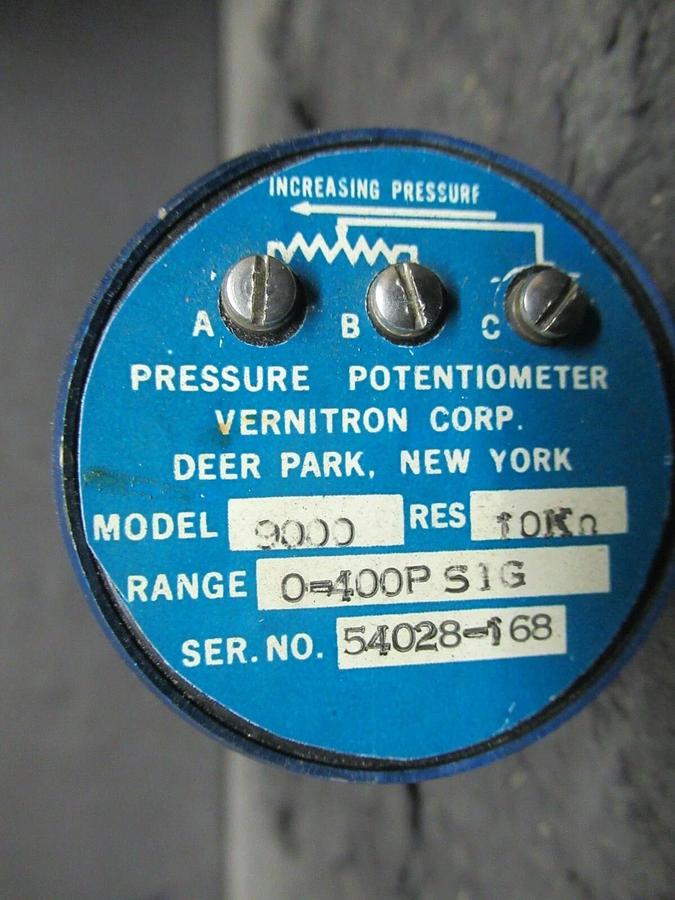 INCREASING PRESSURE
A B C
PRESSURE POTENTIOMETER
VERNITRON CORP.
DEER PARK, NEW YORK
MODEL 9000 RES 10KΩ
RANGE 0-400PSIG
SER. NO. 54028-168